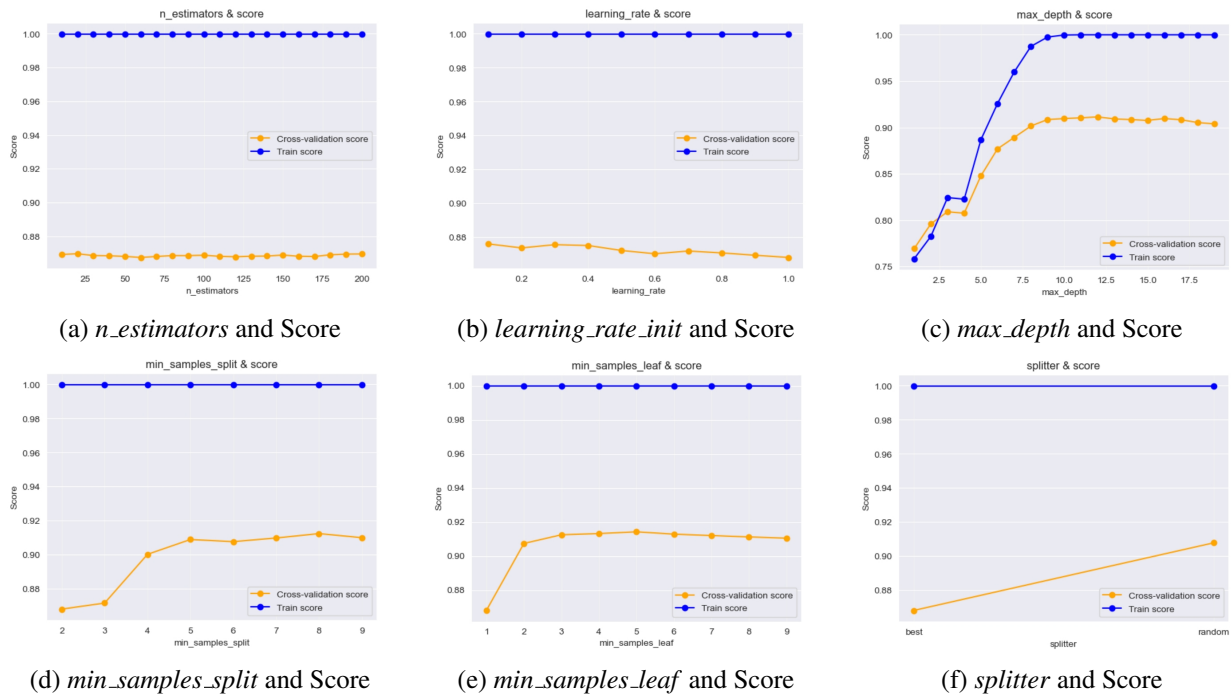 n_estimators & score
1.00
0.98
0.96
0.94
0.92
0.90
0.88
Score
Cross-validation score
Train score
25 50 75 100 125 150 175 200
n_estimators
(a) n_estimators and Score
learning_rate & score
1.00
0.98
0.96
0.94
0.92
0.90
0.88
Score
Cross-validation score
Train score
0.2 0.4 0.6 0.8 1.0
learning_rate
(b) learning_rate_init and Score
max_depth & score
1.00
0.95
0.90
0.85
0.80
0.75
Score
Cross-validation score
Train score
2.5 5.0 7.5 10.0 12.5 15.0 17.5
max_depth
(c) max_depth and Score
min_samples_split & score
1.00
0.98
0.96
0.94
0.92
0.90
0.88
Score
Cross-validation score
Train score
2 3 4 5 6 7 8 9
min_samples_split
(d) min_samples_split and Score
min_samples_leaf & score
1.00
0.98
0.96
0.94
0.92
0.90
0.88
Score
Cross-validation score
Train score
1 2 3 4 5 6 7 8 9
min_samples_leaf
(e) min_samples_leaf and Score
splitter & score
1.00
0.98
0.96
0.94
0.92
0.90
0.88
Score
Cross-validation score
Train score
best random
splitter
(f) splitter and Score